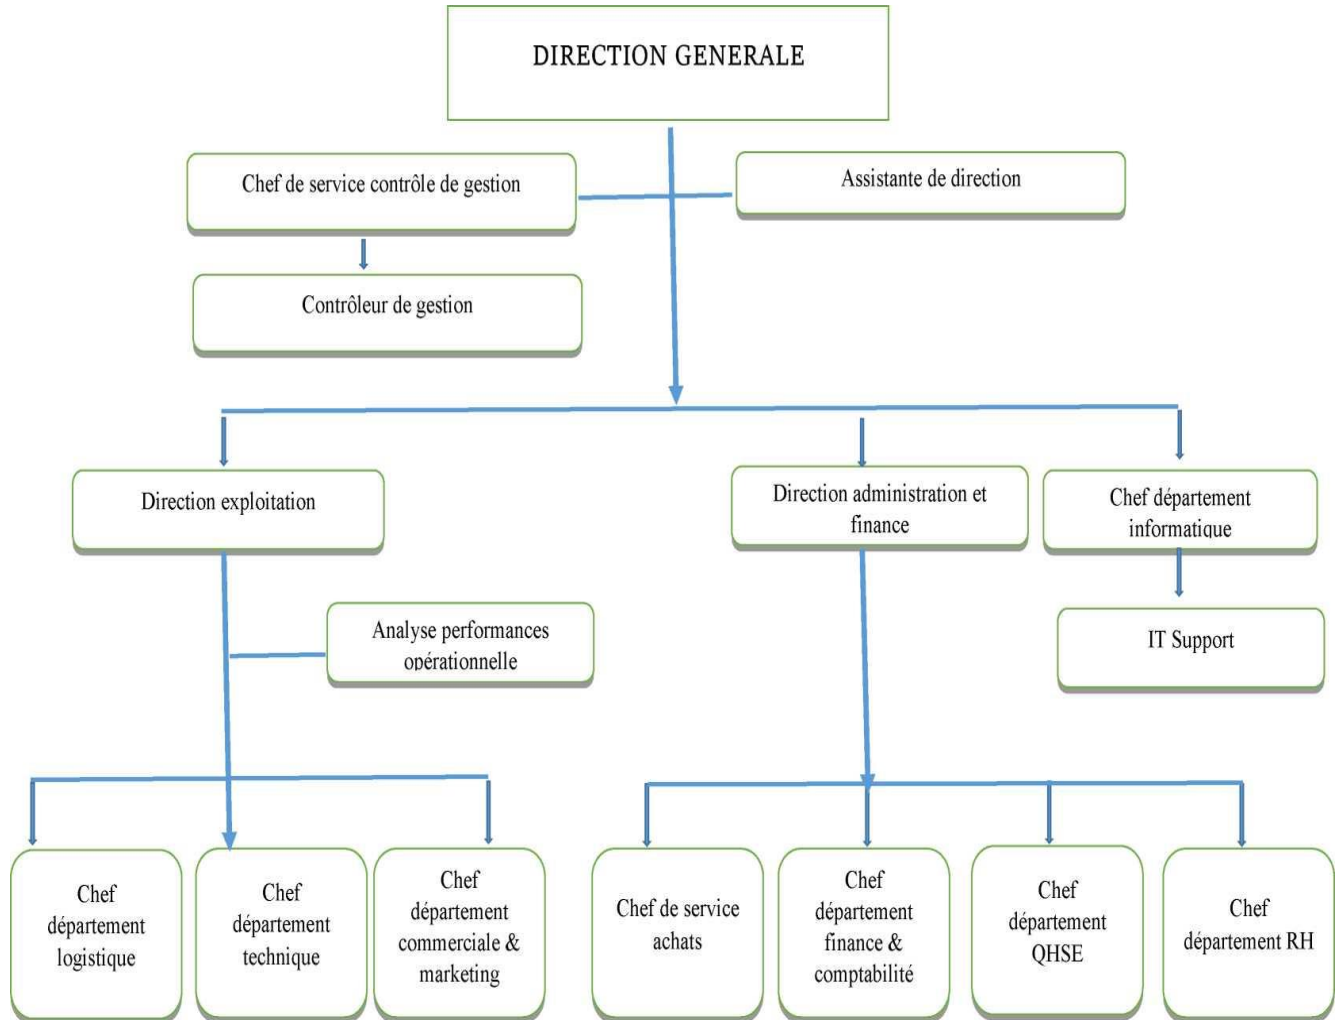 DIRECTION GENERALE
Chef de service contrôle de gestion
Assistante de direction
Contrôleur de gestion
Direction exploitation
Direction administration et
finance
Chef département
informatique
Analyse performances
opérationnelle
IT Support
Chef
département
logistique
Chef
département
technique
Chef
département
commerciale &
marketing
Chef de service
achats
Chef
département
finance &
comptabilité
Chef
département
QHSE
Chef
département RH